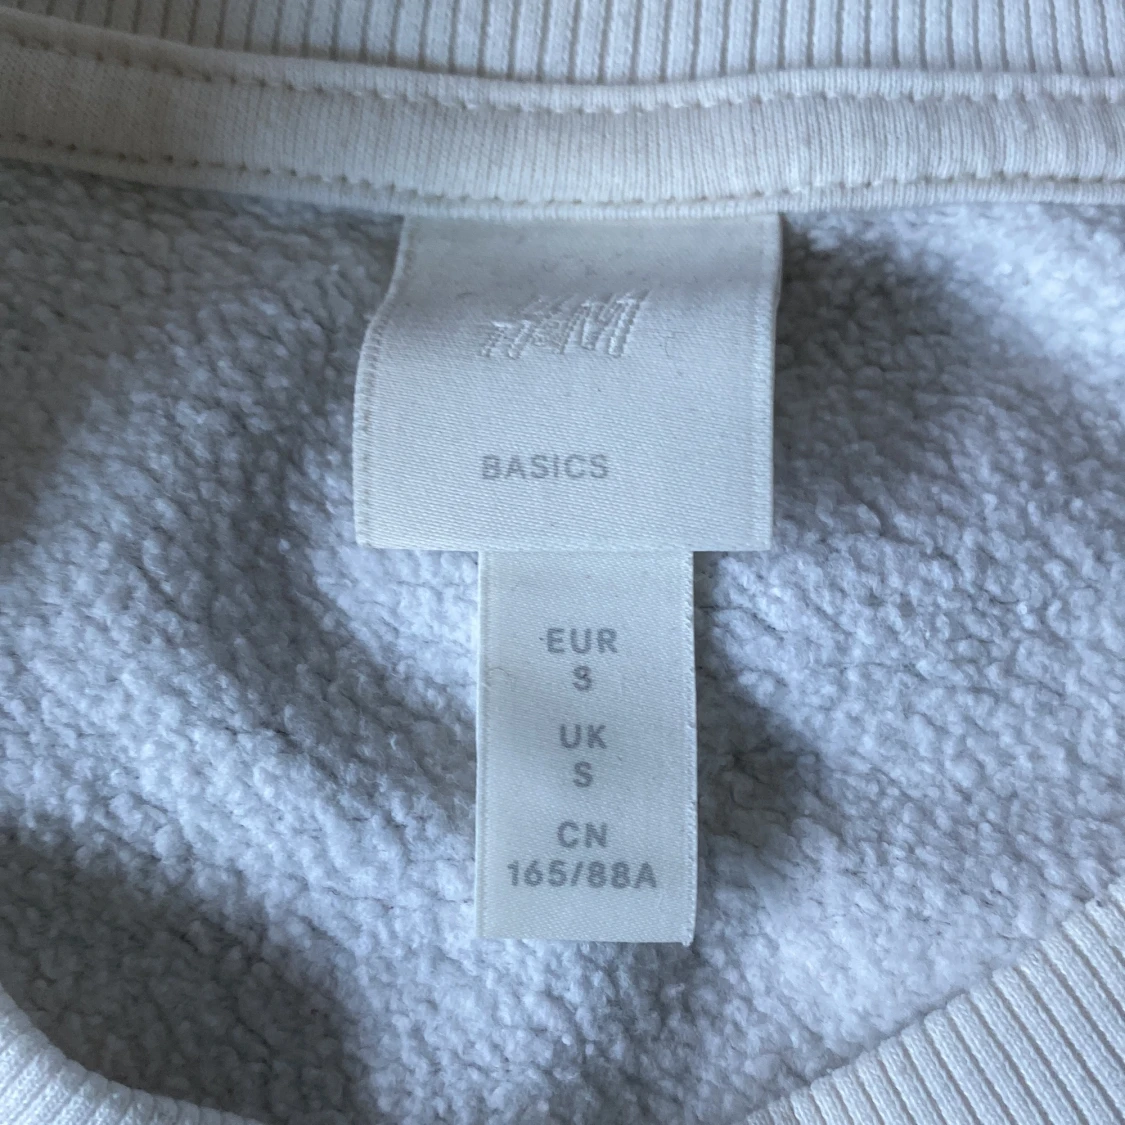 H&M
BASICS
EUR
S
UK
S
CN
165/88A